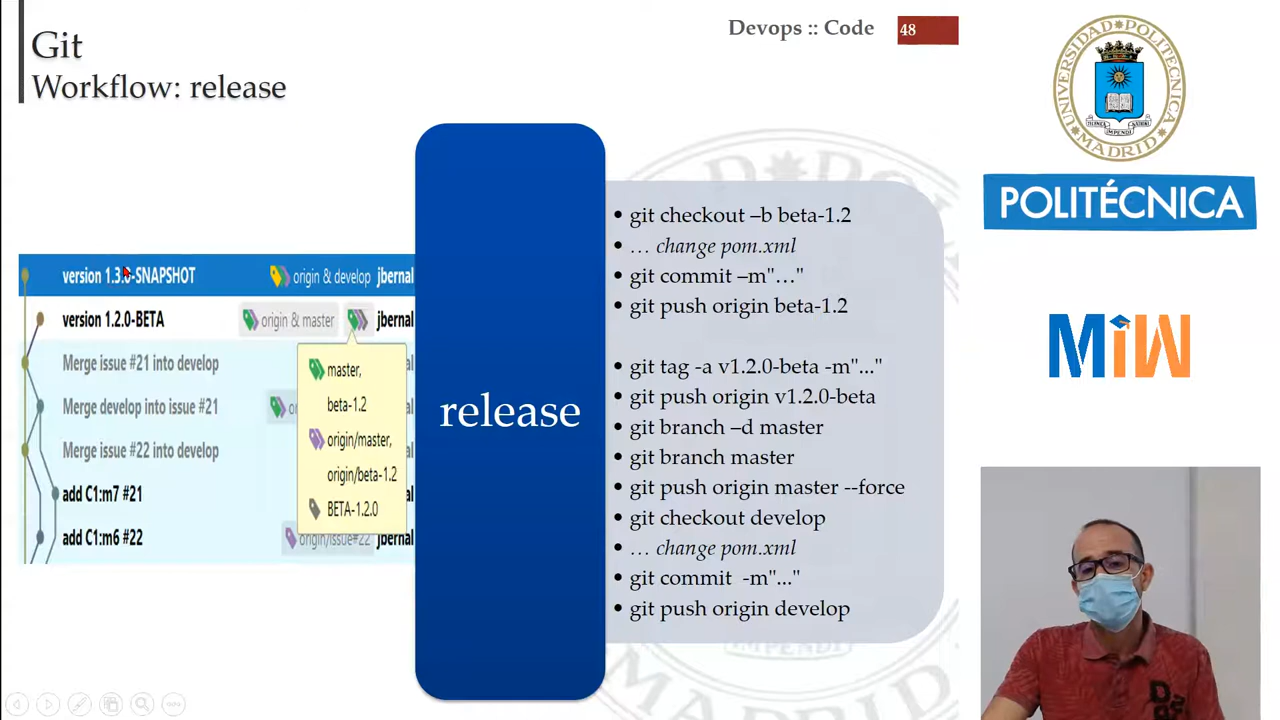 Git
Workflow: release
Devops :: Code
48
version 1.3.0-SNAPSHOT
origin & develop
jbernal
version 1.2.0-BETA
origin & master
jbernal
Merge issue #21 into develop
Merge develop into issue #21
Merge issue #22 into develop
add C1:m7 #21
add C1:m6 #22
origin/issue#22
jbernal
master,
beta-1.2
origin/master,
origin/beta-1.2
BETA-1.2.0
release
• git checkout –b beta-1.2
• … change pom.xml
• git commit –m"…"
• git push origin beta-1.2
• git tag -a v1.2.0-beta -m"..."
• git push origin v1.2.0-beta
• git branch –d master
• git branch master
• git push origin master --force
• git checkout develop
• … change pom.xml
• git commit -m"..."
• git push origin develop
UNIVERSIDAD POLITECNICA
MADRID
POLITÉCNICA
MiW